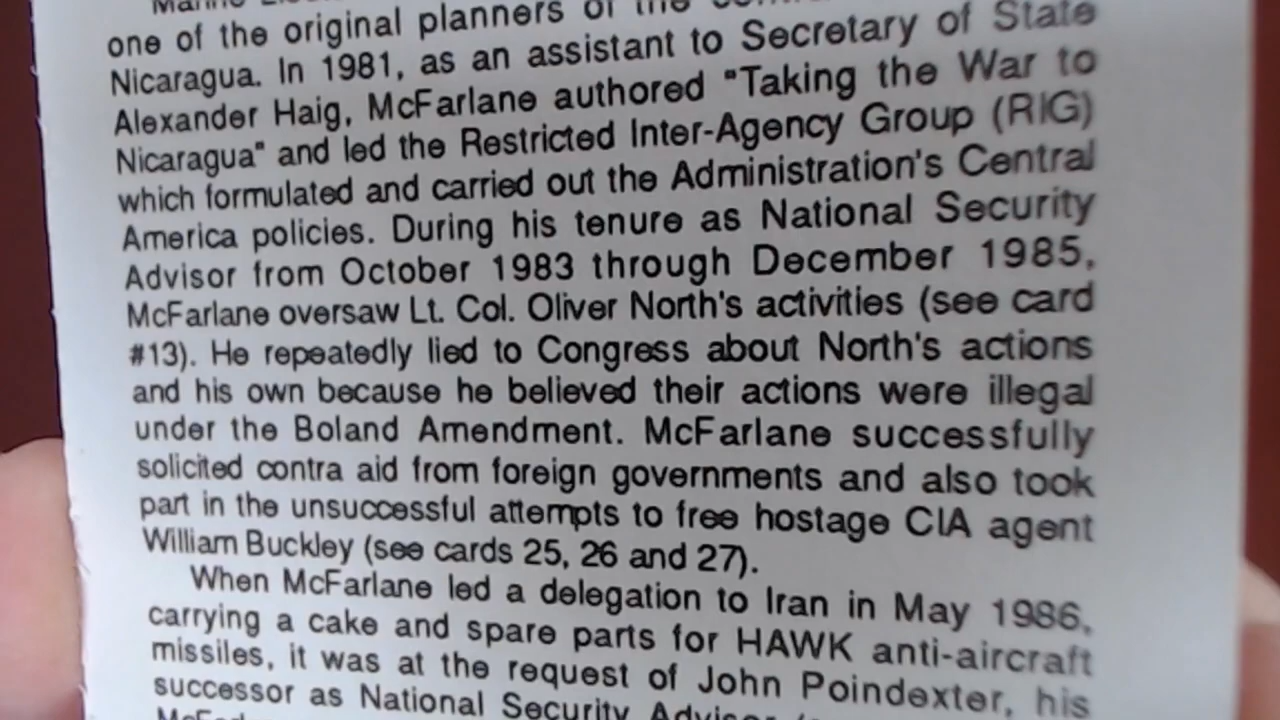 one of the original planners of the
Nicaragua. In 1981, as an assistant to Secretary of State
Alexander Haig, McFarlane authored "Taking the War to
Nicaragua" and led the Restricted Inter-Agency Group (RIG)
which formulated and carried out the Administration's Central
America policies. During his tenure as National Security
Advisor from October 1983 through December 1985,
McFarlane oversaw Lt. Col. Oliver North's activities (see card
#13). He repeatedly lied to Congress about North's actions
and his own because he believed their actions were illegal
under the Boland Amendment. McFarlane successfully
solicited contra aid from foreign governments and also took
part in the unsuccessful attempts to free hostage CIA agent
William Buckley (see cards 25, 26 and 27).
When McFarlane led a delegation to Iran in May 1986,
carrying a cake and spare parts for HAWK anti-aircraft
missiles, it was at the request of John Poindexter, his
successor as National Security Advisor